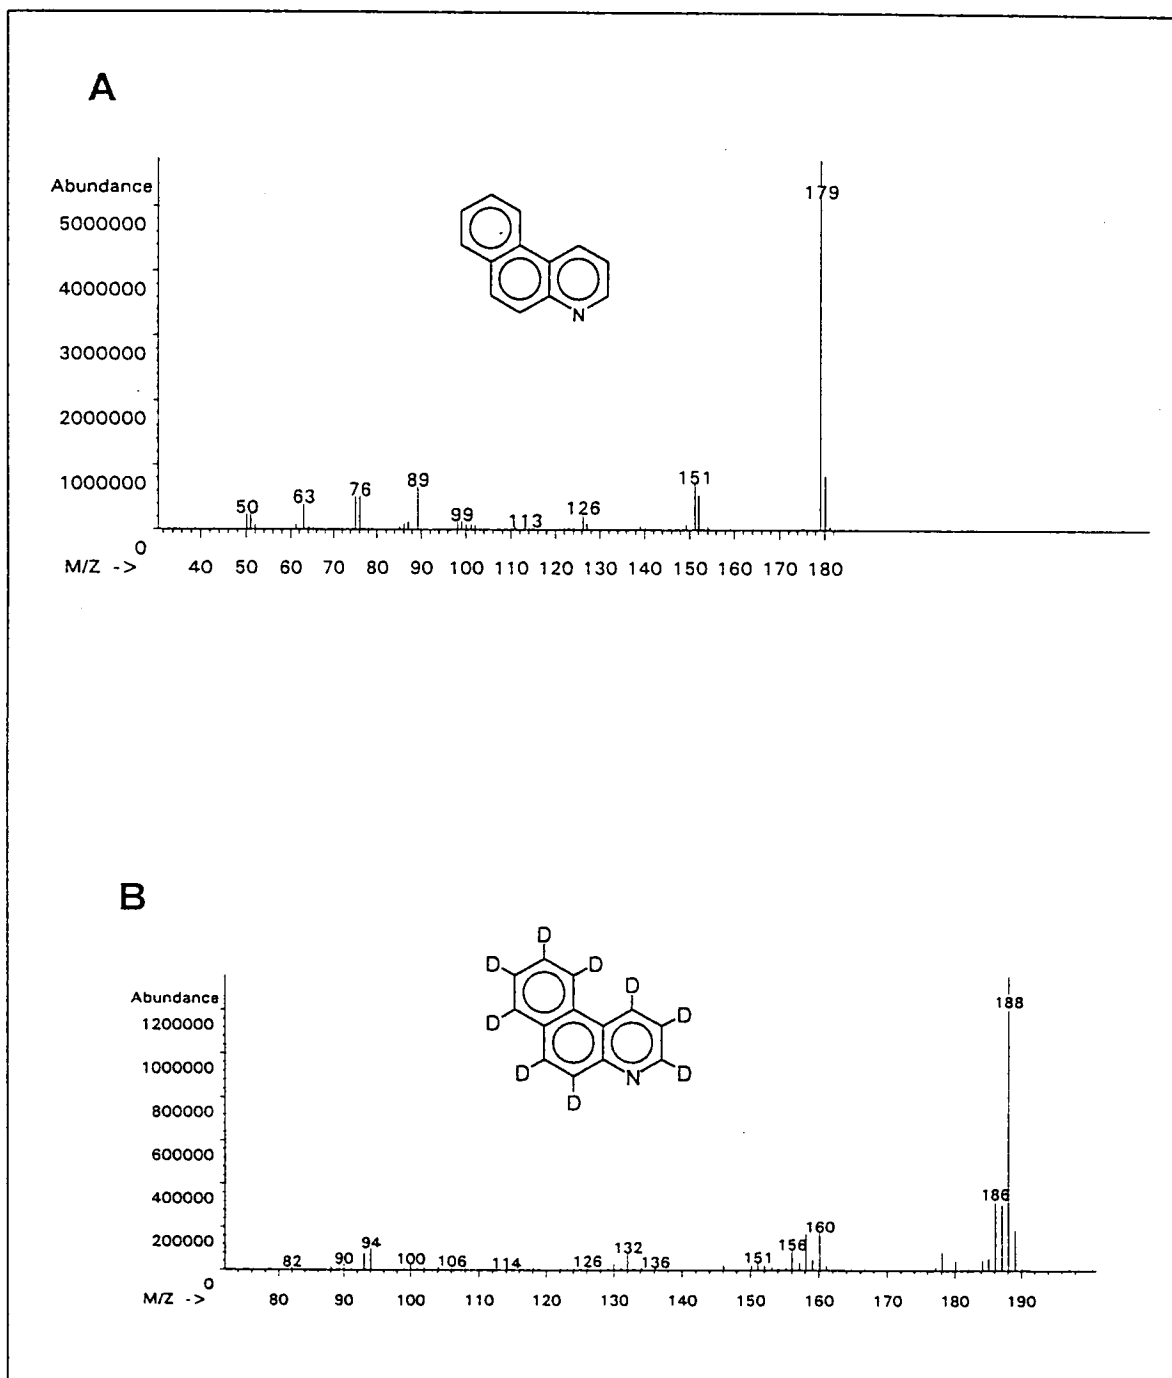 A
Abundance
5000000
4000000
3000000
2000000
1000000
0
179
N
50 63 76 89 99 113 126 151
M/Z -> 40 50 60 70 80 90 100 110 120 130 140 150 160 170 180
B
D
D D D
D D
D D
N
D
Abundance
1200000
1000000
800000
600000
400000
200000
0
188
186
82 90 94 100 106 114 126 132 136 151 156 160
M/Z -> 80 90 100 110 120 130 140 150 160 170 180 190